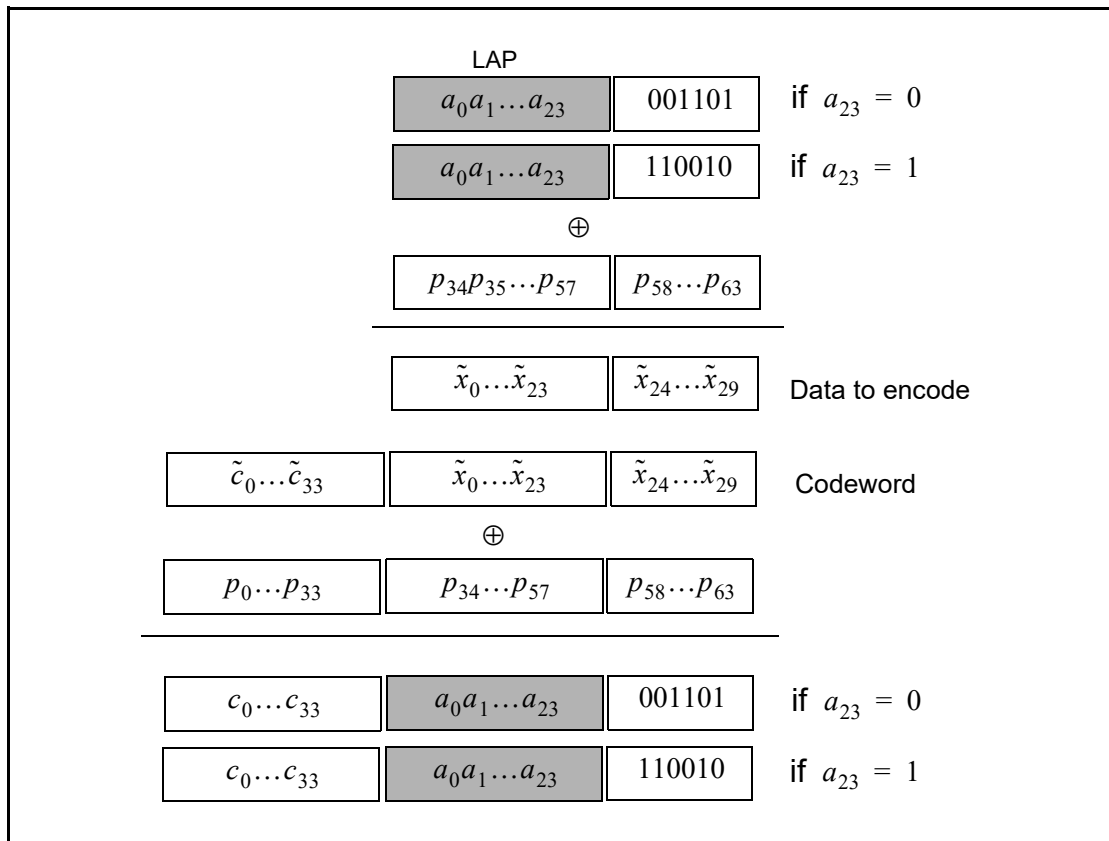 LAP
a₀a₁…a₂₃ 001101 if a₂₃ = 0
a₀a₁…a₂₃ 110010 if a₂₃ = 1
⊕
p₃₄p₃₅…p₅₇ p₅₈…p₆₃
x̃₀…x̃₂₃ x̃₂₄…x̃₂₉ Data to encode
c̃₀…c̃₃₃ x̃₀…x̃₂₃ x̃₂₄…x̃₂₉ Codeword
⊕
p₀…p₃₃ p₃₄…p₅₇ p₅₈…p₆₃
c₀…c₃₃ a₀a₁…a₂₃ 001101 if a₂₃ = 0
c₀…c₃₃ a₀a₁…a₂₃ 110010 if a₂₃ = 1